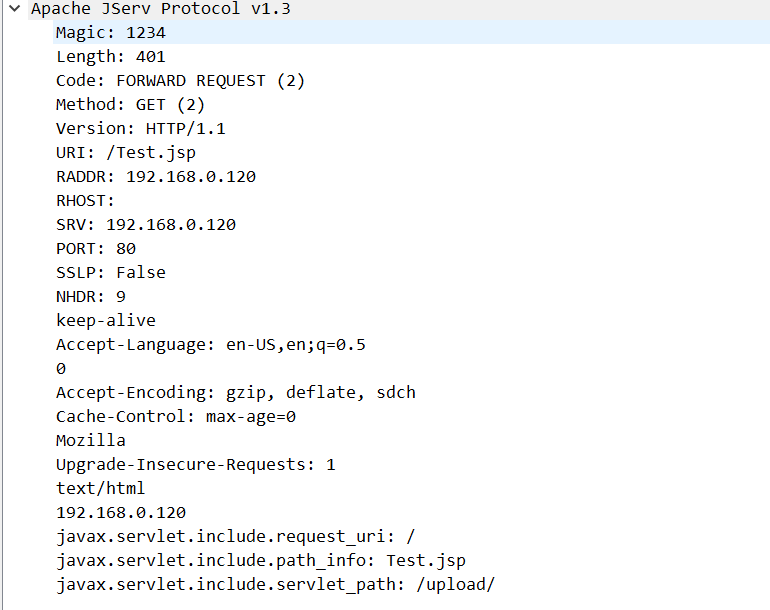 Apache JServ Protocol v1.3
Magic: 1234
Length: 401
Code: FORWARD REQUEST (2)
Method: GET (2)
Version: HTTP/1.1
URI: /Test.jsp
RADDR: 192.168.0.120
RHOST:
SRV: 192.168.0.120
PORT: 80
SSLP: False
NHDR: 9
keep-alive
Accept-Language: en-US,en;q=0.5
0
Accept-Encoding: gzip, deflate, sdch
Cache-Control: max-age=0
Mozilla
Upgrade-Insecure-Requests: 1
text/html
192.168.0.120
javax.servlet.include.request_uri: /
javax.servlet.include.path_info: Test.jsp
javax.servlet.include.servlet_path: /upload/